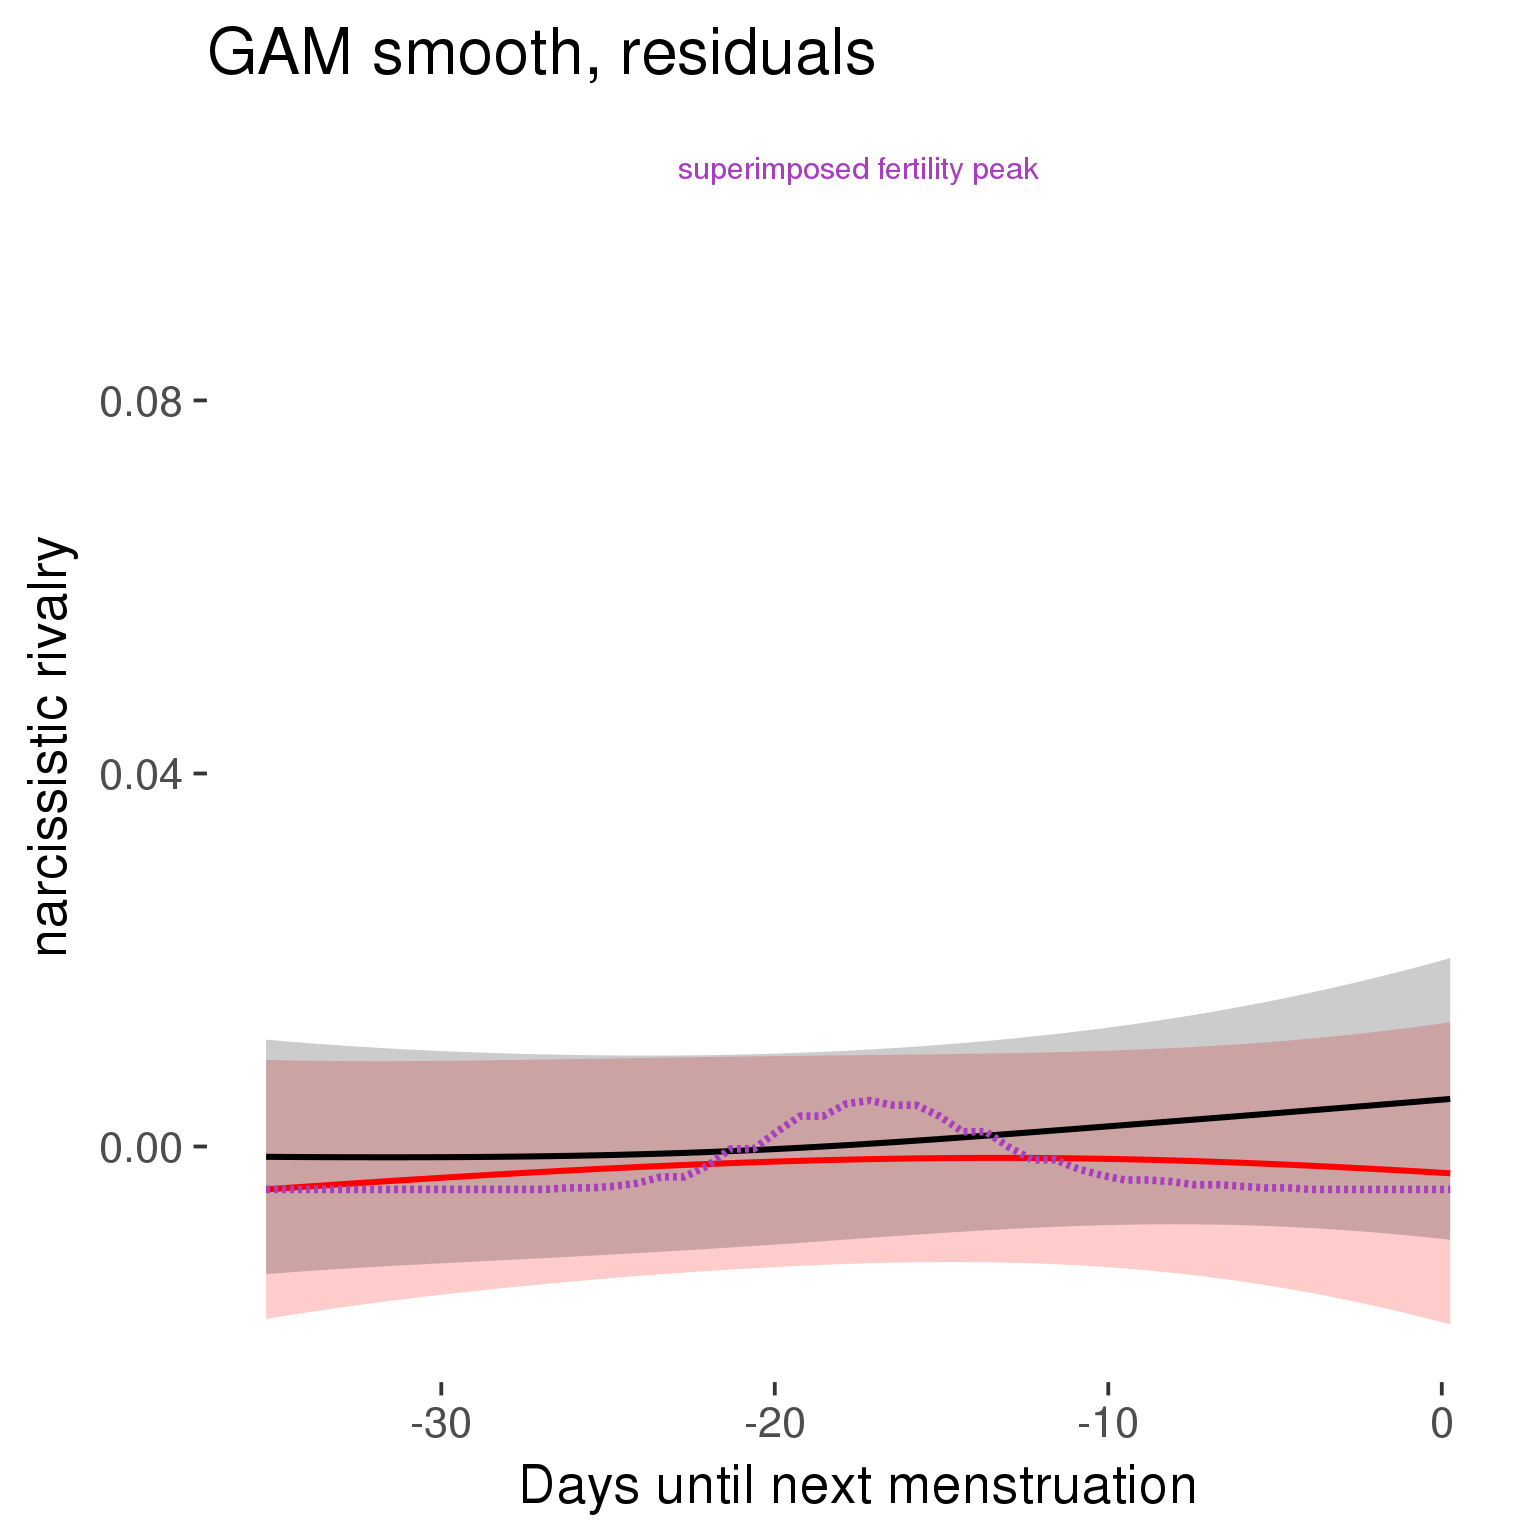 GAM smooth, residuals
superimposed fertility peak
narcissistic rivalry
0.08
0.04
0.00
-30
-20
-10
0
Days until next menstruation